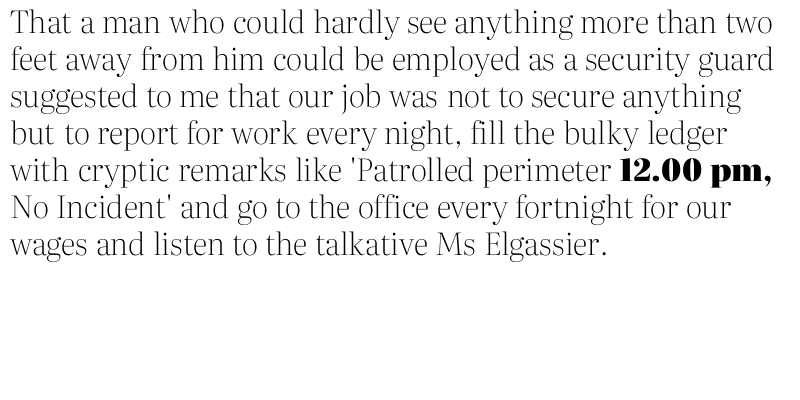 That a man who could hardly see anything more than two
feet away from him could be employed as a security guard
suggested to me that our job was not to secure anything
but to report for work every night, fill the bulky ledger
with cryptic remarks like 'Patrolled perimeter 12.00 pm,
No Incident' and go to the office every fortnight for our
wages and listen to the talkative Ms Elgassier.